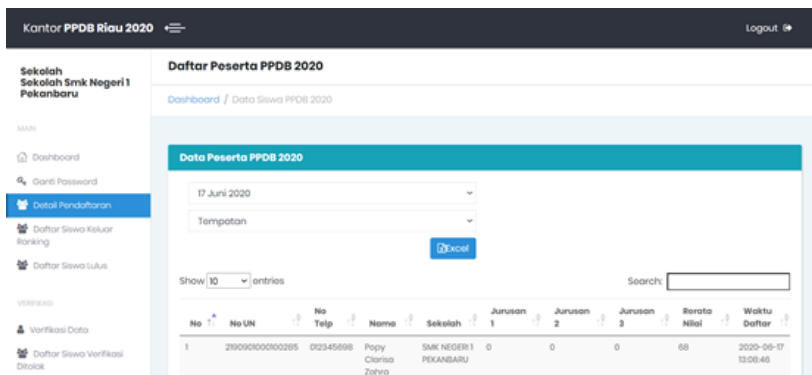 Kantor PPDB Riau 2020
Logout
Sekolah
Sekolah Smk Negeri 1
Pekanbaru
Daftar Peserta PPDB 2020
Dashboard / Data Siswa PPDB 2020
MAIN
Dashboard
Ganti Password
Detail Pendaftaran
Daftar Siswa Keluar
Ranking
Daftar Siswa Lulus
VERIFIKASI
Verifikasi Data
Daftar Siswa Verifikasi
Ditolak
Data Peserta PPDB 2020
17 Juni 2020
Tempatan
Excel
Show 10 entries
Search:
No No UN No Telp Nama Sekolah Jurusan 1 Jurusan 2 Jurusan 3 Rerata Nilai Waktu Daftar
1 2190901000100285 012345698 Popy SMK NEGERI 1 0 0 0 68 2020-06-17
Clarisa PEKANBARU 13:08:46
Zahra